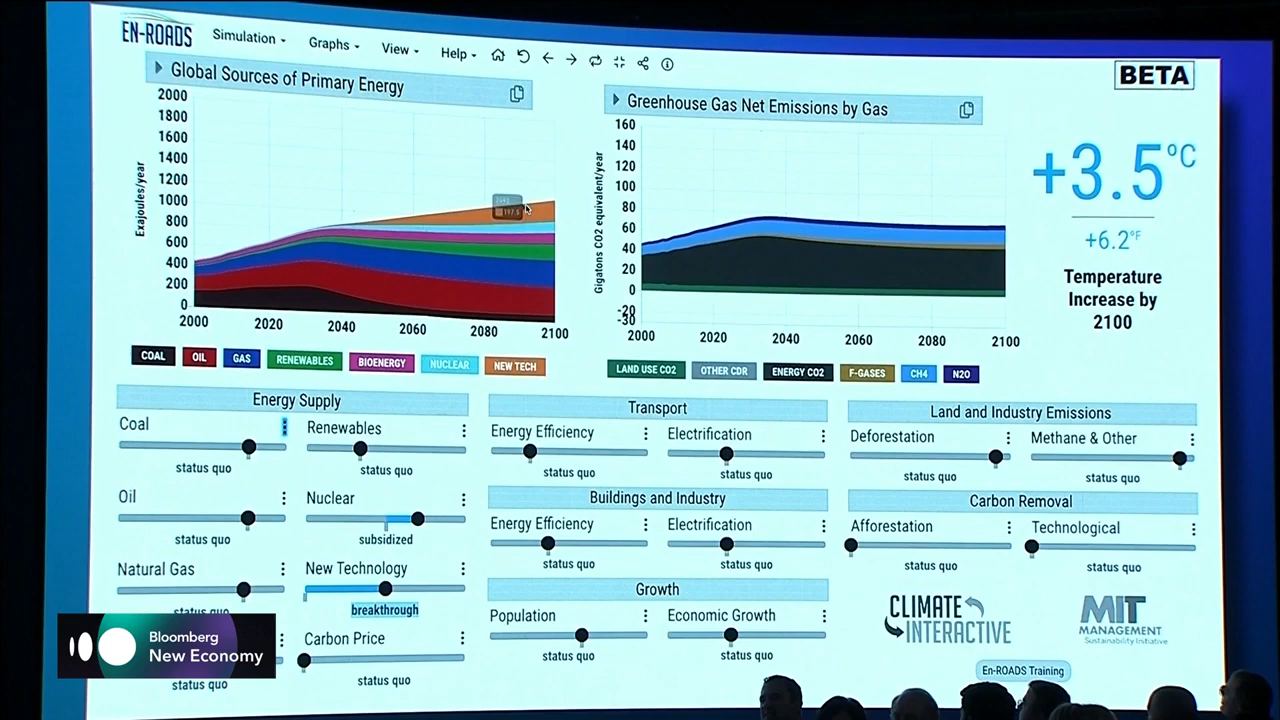 EN-ROADS
Simulation
Graphs
View
Help
BETA
Global Sources of Primary Energy
Greenhouse Gas Net Emissions by Gas
2000
1800
1600
1400
1200
1000
800
600
400
200
0
Exajoules/year
2043
197.5
2000 2020 2040 2060 2080 2100
160
140
120
100
80
60
40
20
0
-20
-30
Gigatons CO2 equivalent/year
2000 2020 2040 2060 2080 2100
+3.5°C
+6.2°F
Temperature
Increase by
2100
COAL OIL GAS RENEWABLES BIOENERGY NUCLEAR NEW TECH
LAND USE CO2 OTHER CDR ENERGY CO2 F-GASES CH4 N2O
Energy Supply
Coal
status quo
Renewables
status quo
Oil
status quo
Nuclear
subsidized
Natural Gas
status quo
New Technology
breakthrough
status quo
Carbon Price
status quo
Transport
Energy Efficiency
status quo
Electrification
status quo
Buildings and Industry
Energy Efficiency
status quo
Electrification
status quo
Growth
Population
status quo
Economic Growth
status quo
Land and Industry Emissions
Deforestation
status quo
Methane & Other
status quo
Carbon Removal
Afforestation
status quo
Technological
status quo
CLIMATE
INTERACTIVE
MIT
MANAGEMENT
Sustainability Initiative
En-ROADS Training
Bloomberg
New Economy